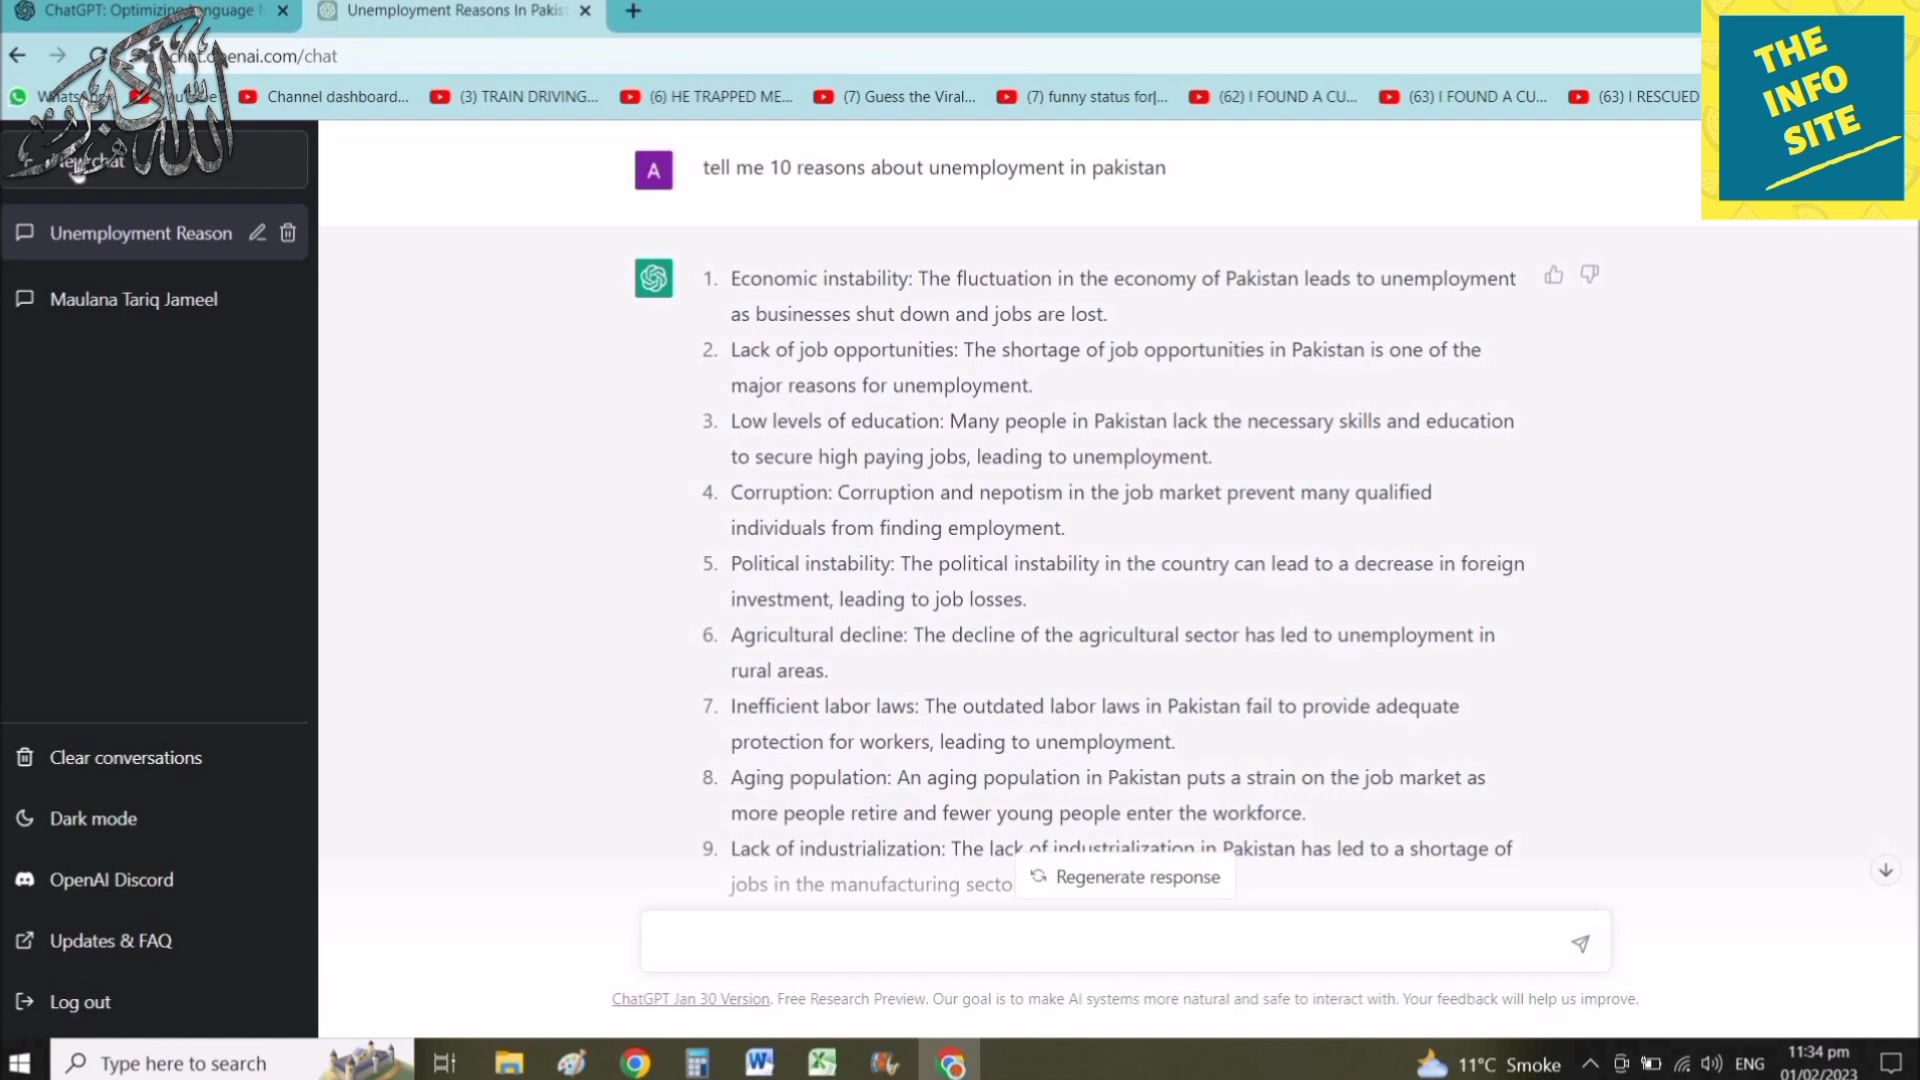 ChatGPT: Optimizing Language
Unemployment Reasons In Pakis
chat.openai.com/chat
WhatsApp
YouTube
Channel dashboard...
(3) TRAIN DRIVING...
(6) HE TRAPPED ME...
(7) Guess the Viral...
(7) funny status for|...
(62) I FOUND A CU...
(63) I FOUND A CU...
(63) I RESCUED
THE
INFO
SITE
New chat
Unemployment Reason
Maulana Tariq Jameel
Clear conversations
Dark mode
OpenAI Discord
Updates & FAQ
Log out
A
tell me 10 reasons about unemployment in pakistan
1. Economic instability: The fluctuation in the economy of Pakistan leads to unemployment
as businesses shut down and jobs are lost.
2. Lack of job opportunities: The shortage of job opportunities in Pakistan is one of the
major reasons for unemployment.
3. Low levels of education: Many people in Pakistan lack the necessary skills and education
to secure high paying jobs, leading to unemployment.
4. Corruption: Corruption and nepotism in the job market prevent many qualified
individuals from finding employment.
5. Political instability: The political instability in the country can lead to a decrease in foreign
investment, leading to job losses.
6. Agricultural decline: The decline of the agricultural sector has led to unemployment in
rural areas.
7. Inefficient labor laws: The outdated labor laws in Pakistan fail to provide adequate
protection for workers, leading to unemployment.
8. Aging population: An aging population in Pakistan puts a strain on the job market as
more people retire and fewer young people enter the workforce.
9. Lack of industrialization: The lack of industrialization in Pakistan has led to a shortage of
jobs in the manufacturing secto
Regenerate response
ChatGPT Jan 30 Version. Free Research Preview. Our goal is to make AI systems more natural and safe to interact with. Your feedback will help us improve.
Type here to search
11°C Smoke
ENG
11:34 pm
01/02/2023